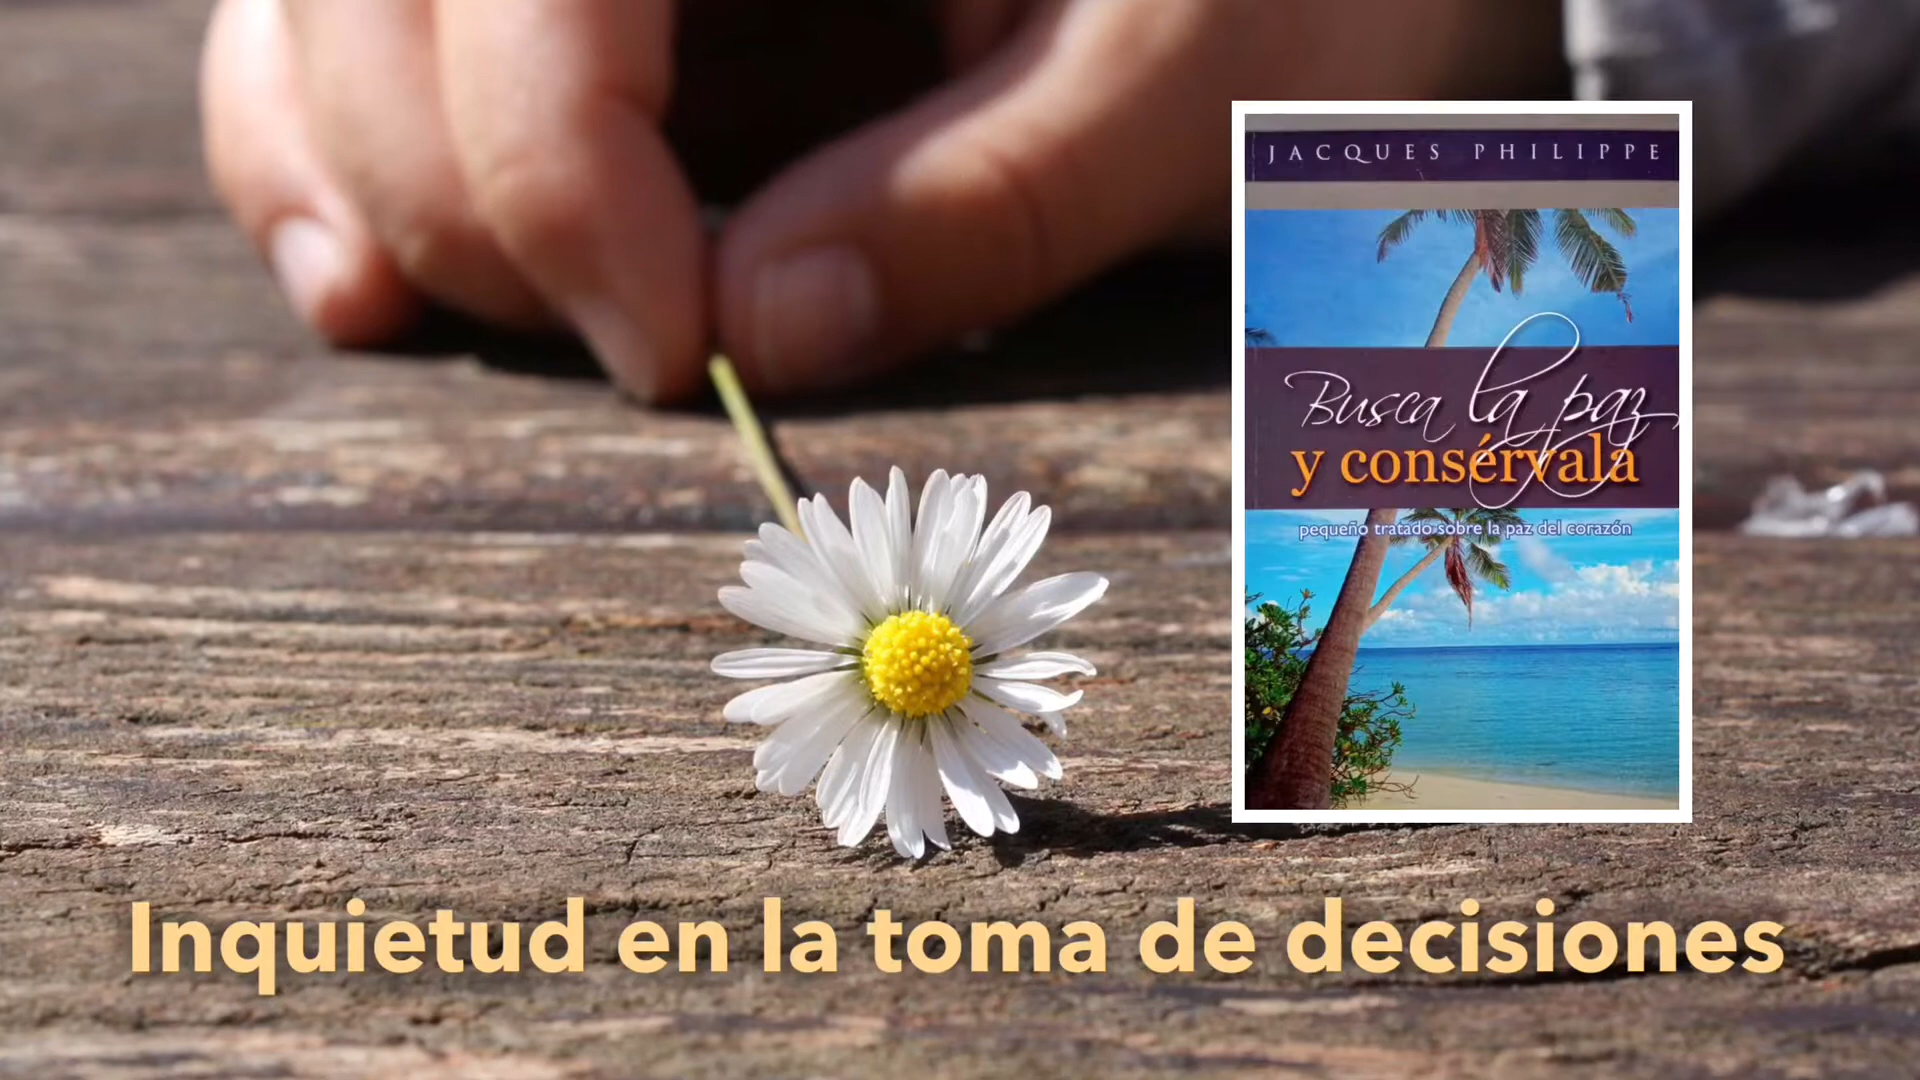 JACQUES PHILIPPE
Busca la paz
y consérvala
pequeño tratado sobre la paz del corazón
Inquietud en la toma de decisiones